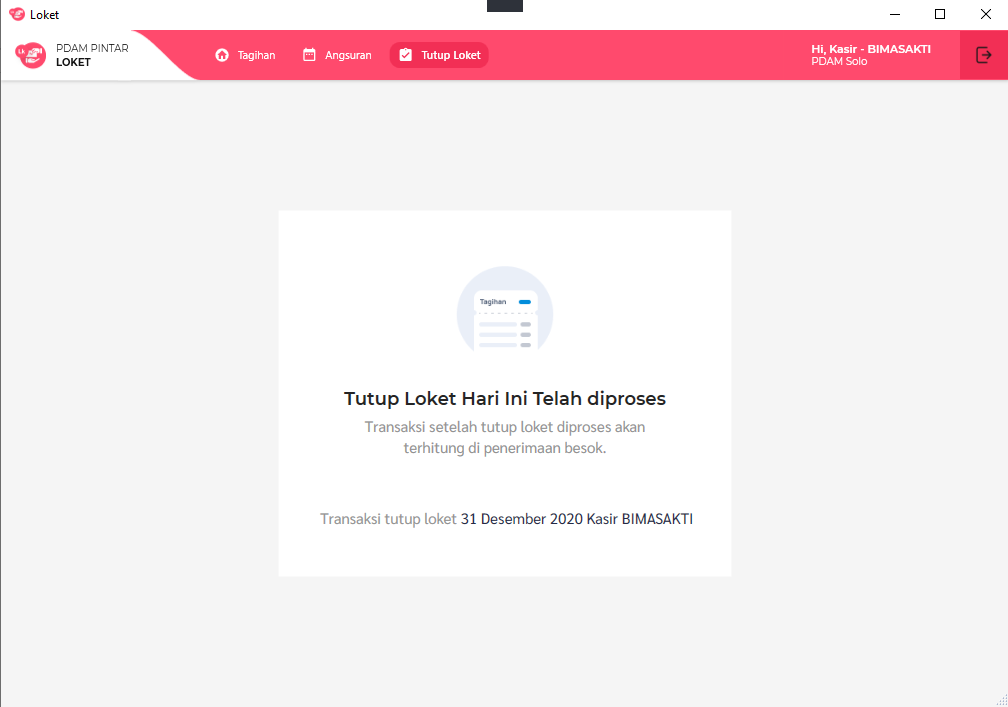 Loket
PDAM PINTAR
LOKET
Tagihan
Angsuran
Tutup Loket
Hi, Kasir - BIMASAKTI
PDAM Solo
Tagihan
Tutup Loket Hari Ini Telah diproses
Transaksi setelah tutup loket diproses akan
terhitung di penerimaan besok.
Transaksi tutup loket 31 Desember 2020 Kasir BIMASAKTI